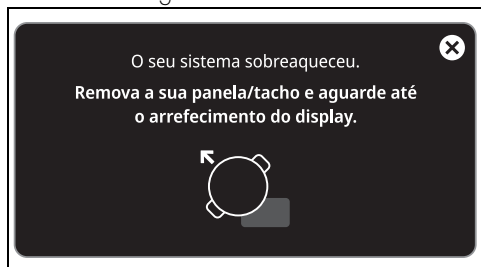 O seu sistema sobreaqueceu.
Remova a sua panela/tacho e aguarde até
o arrefecimento do display.